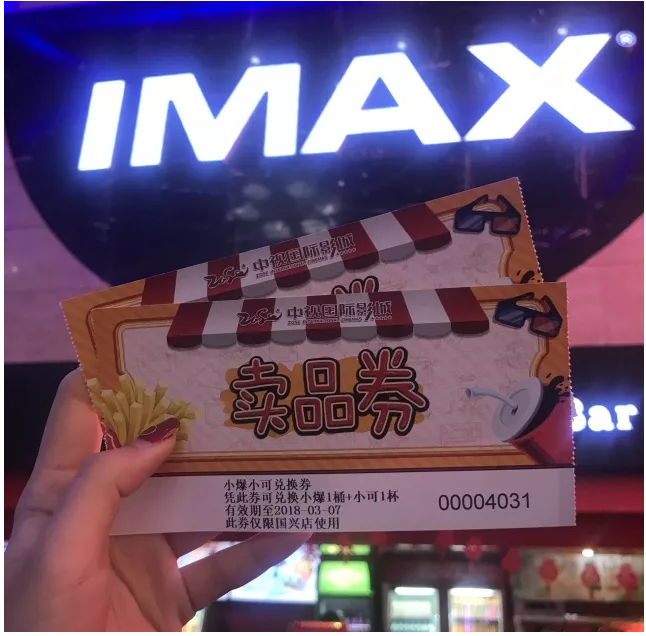 IMAX
中视国际影城
中视国际影城
卖品券
Bar
小爆小可兑换券
凭此券可兑换小爆1桶+小可1杯
有效期至2018-03-07
此券仅限国兴店使用
00004031